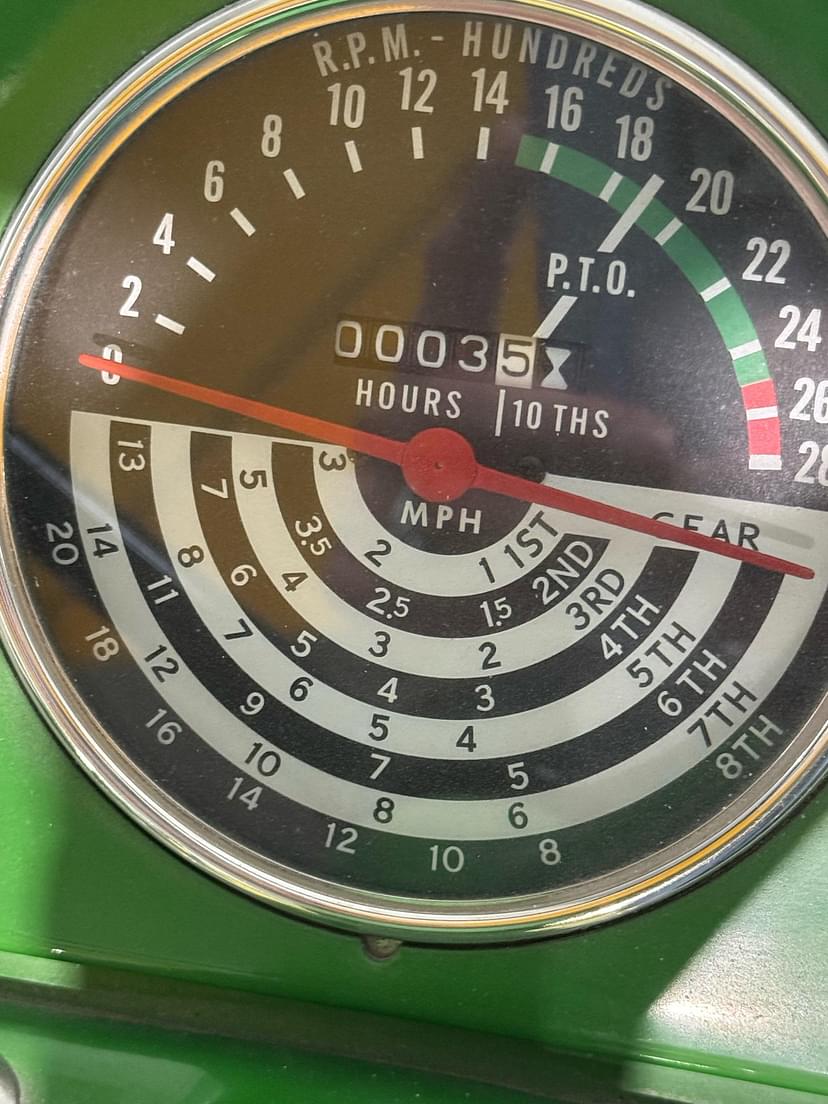 R.P.M. - HUNDREDS
0 2 4 6 8 10 12 14 16 18 20 22 24 26 28
P.T.O.
00035
HOURS | 10 THS
MPH
GEAR
3 2 1 1ST
3.5 2.5 1.5 2ND
5 4 3 2 3RD
7 6 5 4 3 4TH
8 7 6 5 4 5TH
13 11 9 7 5 6TH
14 12 10 8 6 7TH
20 18 16 14 12 10 8 8TH